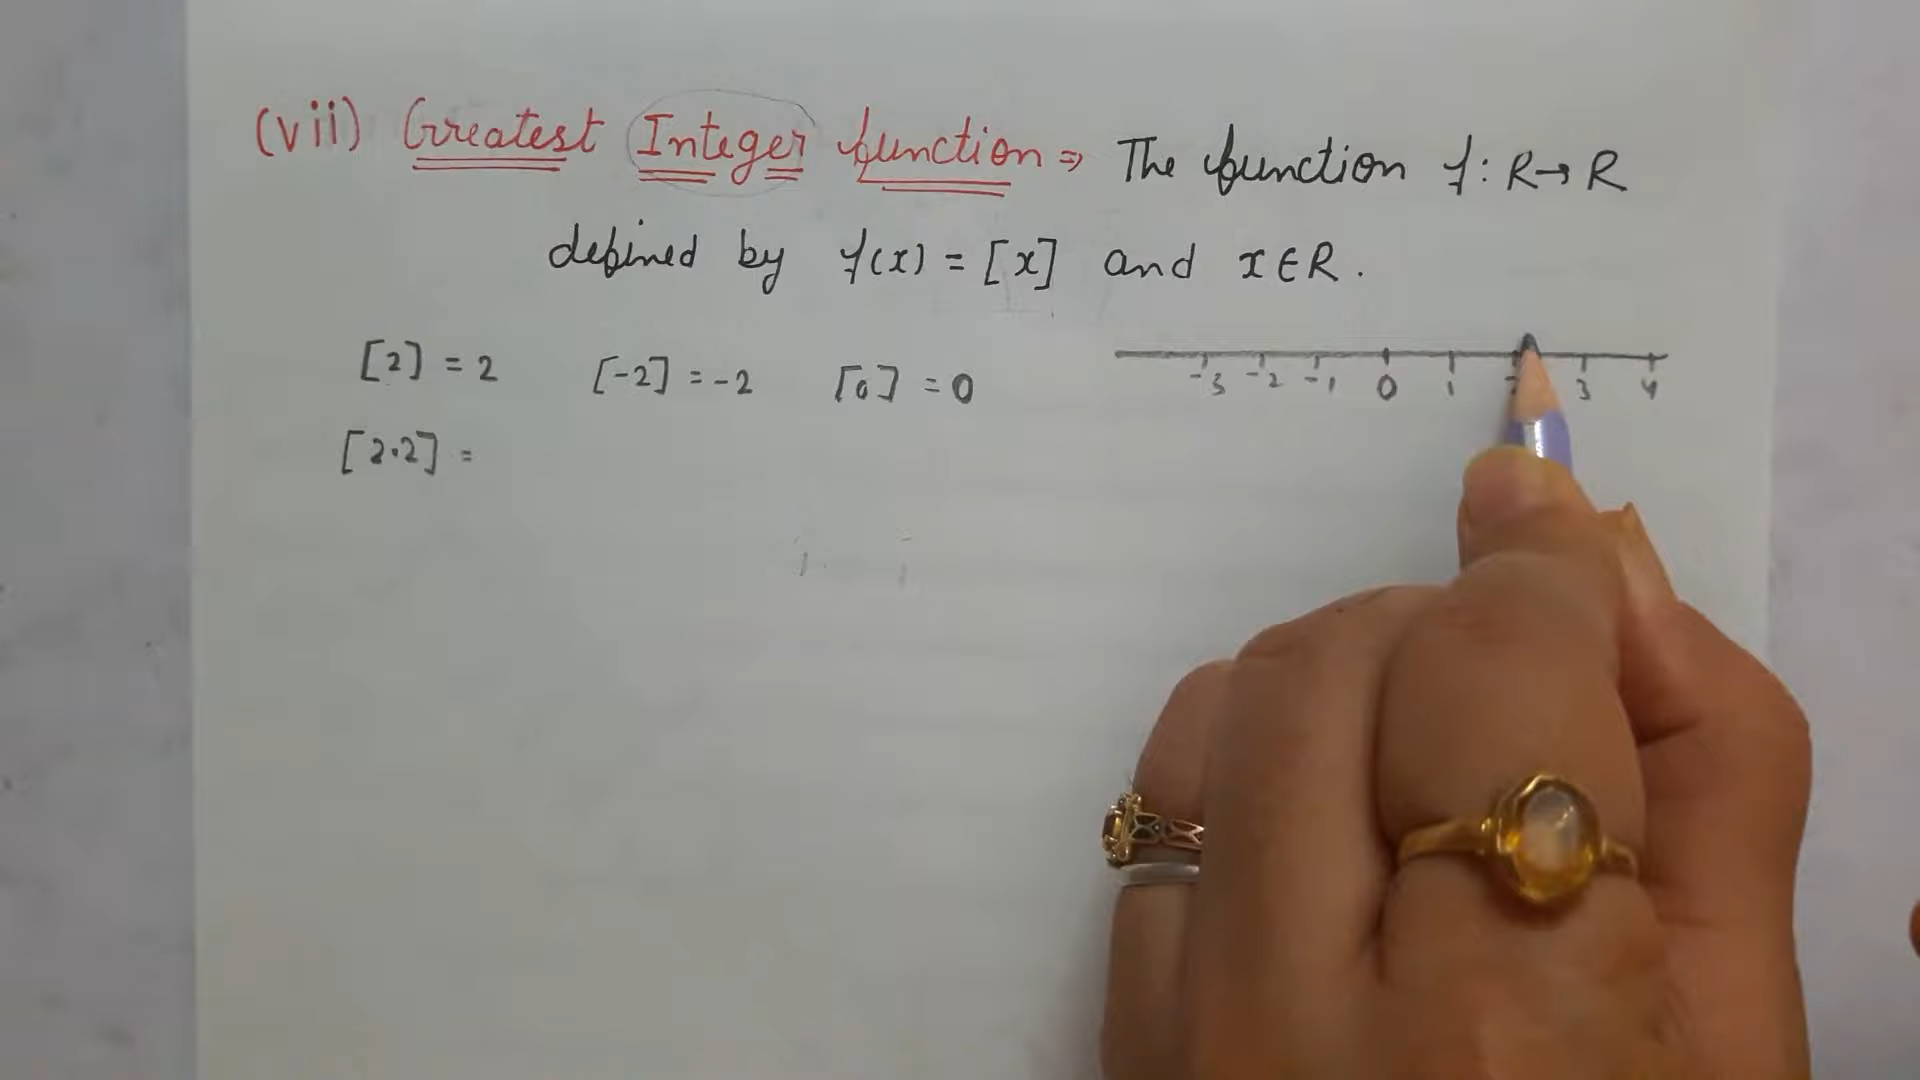 (vii) Greatest Integer function ⇒ The function f: R→R
defined by f(x) = [x] and x∈R.
[2] = 2 [-2] = -2 [0] = 0
-3 -2 -1 0 1 2 3 4
[2.2] =